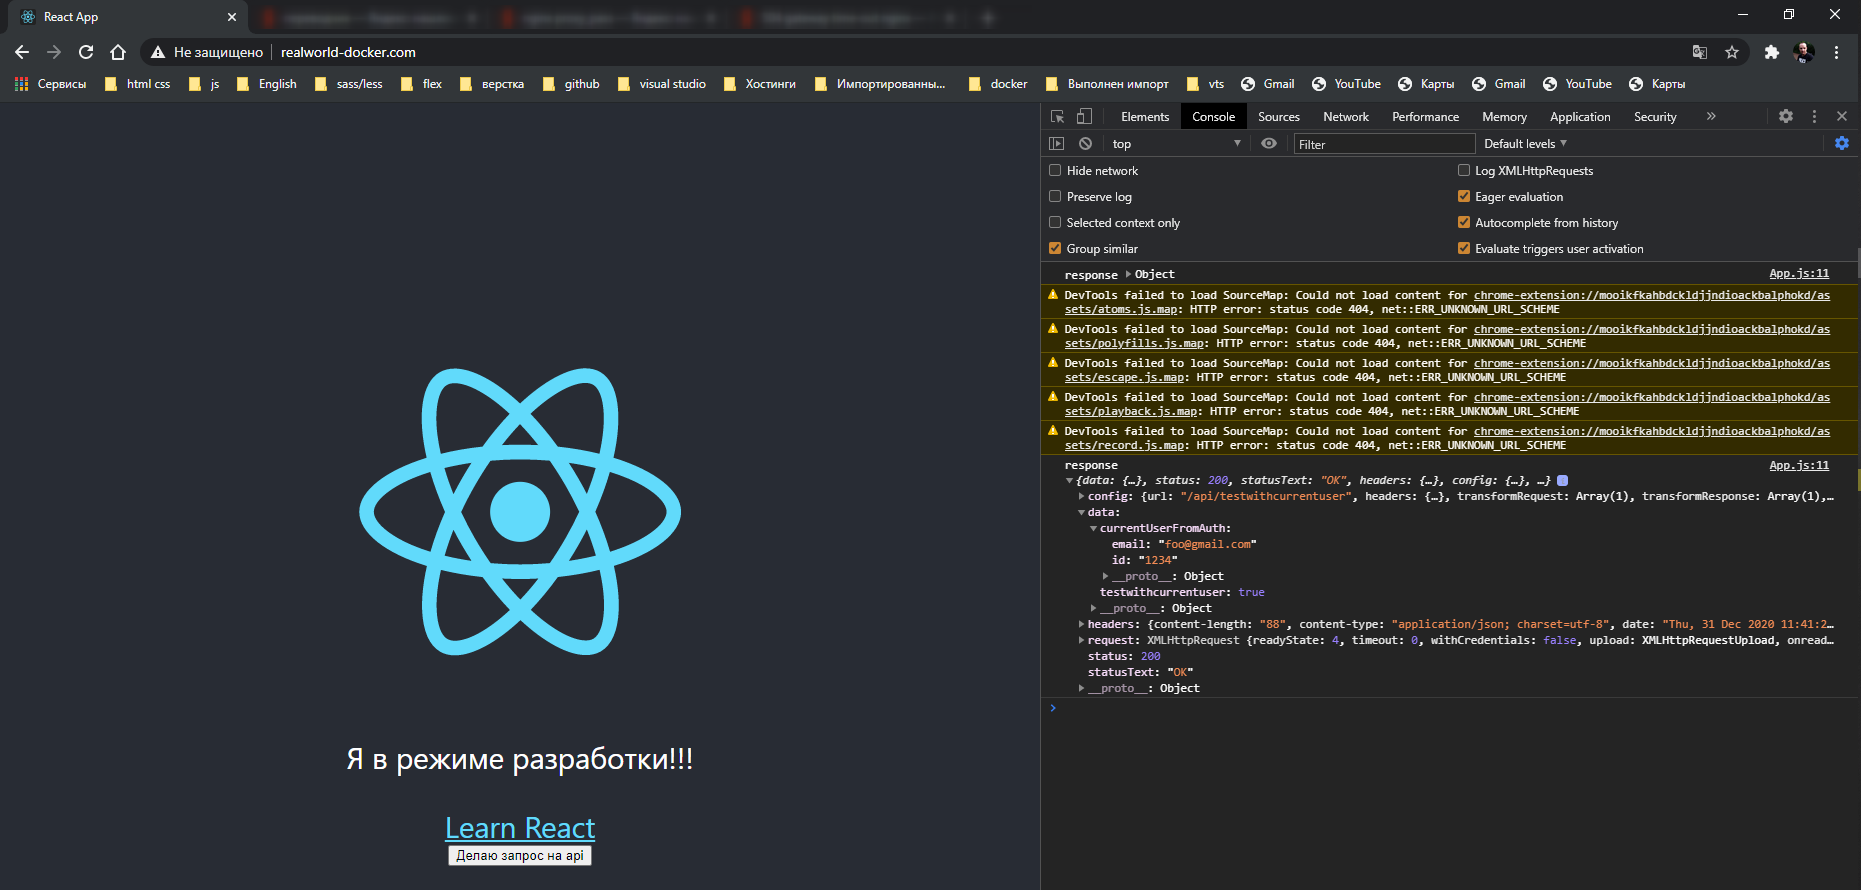 React App
Не защищено
realworld-docker.com
Сервисы html css js English sass/less flex верстка github visual studio Хостинги Импортированны... docker Выполнен импорт vts Gmail YouTube Карты Gmail YouTube Карты
Elements Console Sources Network Performance Memory Application Security »
top Filter Default levels
Hide network Log XMLHttpRequests
Preserve log Eager evaluation
Selected context only Autocomplete from history
Group similar Evaluate triggers user activation
response Object App.js:11
DevTools failed to load SourceMap: Could not load content for chrome-extension://mooikfkahbdckldjjndioackbalphokd/as
sets/atoms.js.map: HTTP error: status code 404, net::ERR_UNKNOWN_URL_SCHEME
DevTools failed to load SourceMap: Could not load content for chrome-extension://mooikfkahbdckldjjndioackbalphokd/as
sets/polyfills.js.map: HTTP error: status code 404, net::ERR_UNKNOWN_URL_SCHEME
DevTools failed to load SourceMap: Could not load content for chrome-extension://mooikfkahbdckldjjndioackbalphokd/as
sets/escape.js.map: HTTP error: status code 404, net::ERR_UNKNOWN_URL_SCHEME
DevTools failed to load SourceMap: Could not load content for chrome-extension://mooikfkahbdckldjjndioackbalphokd/as
sets/playback.js.map: HTTP error: status code 404, net::ERR_UNKNOWN_URL_SCHEME
DevTools failed to load SourceMap: Could not load content for chrome-extension://mooikfkahbdckldjjndioackbalphokd/as
sets/record.js.map: HTTP error: status code 404, net::ERR_UNKNOWN_URL_SCHEME
response App.js:11
{data: {…}, status: 200, statusText: "OK", headers: {…}, config: {…}, …}
config: {url: "/api/testwithcurrentuser", headers: {…}, transformRequest: Array(1), transformResponse: Array(1),…
data:
currentUserFromAuth:
email: "foo@gmail.com"
id: "1234"
__proto__: Object
testwithcurrentuser: true
__proto__: Object
headers: {content-length: "88", content-type: "application/json; charset=utf-8", date: "Thu, 31 Dec 2020 11:41:2…
request: XMLHttpRequest {readyState: 4, timeout: 0, withCredentials: false, upload: XMLHttpRequestUpload, onread…
status: 200
statusText: "OK"
__proto__: Object
Я в режиме разработки!!!
Learn React
Делаю запрос на api